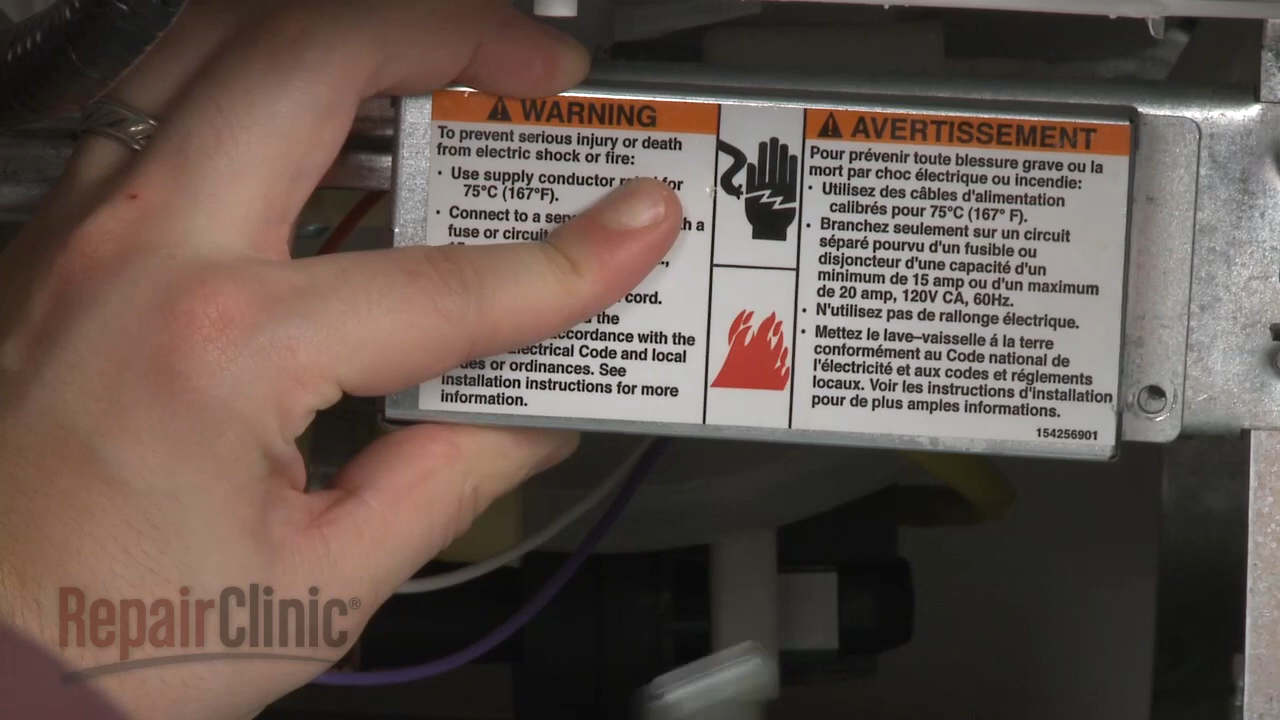 WARNING
To prevent serious injury or death
from electric shock or fire:
• Use supply conductor for
75°C (167°F).
• Connect to a a
fuse or circuit
cord.
the
accordance with the
Electrical Code and local
or ordinances. See
installation instructions for more
information.
AVERTISSEMENT
Pour prévenir toute blessure grave ou la
mort par choc électrique ou incendie:
• Utilisez des câbles d'alimentation
calibrés pour 75°C (167° F).
• Branchez seulement sur un circuit
séparé pourvu d'un fusible ou
disjoncteur d'une capacité d'un
minimum de 15 amp ou d'un maximum
de 20 amp, 120V CA, 60Hz.
• N'utilisez pas de rallonge électrique.
• Mettez le lave–vaisselle á la terre
conformément au Code national de
l'électricité et aux codes et réglements
locaux. Voir les instructions d'installation
pour de plus amples informations.
154256901
RepairClinic®